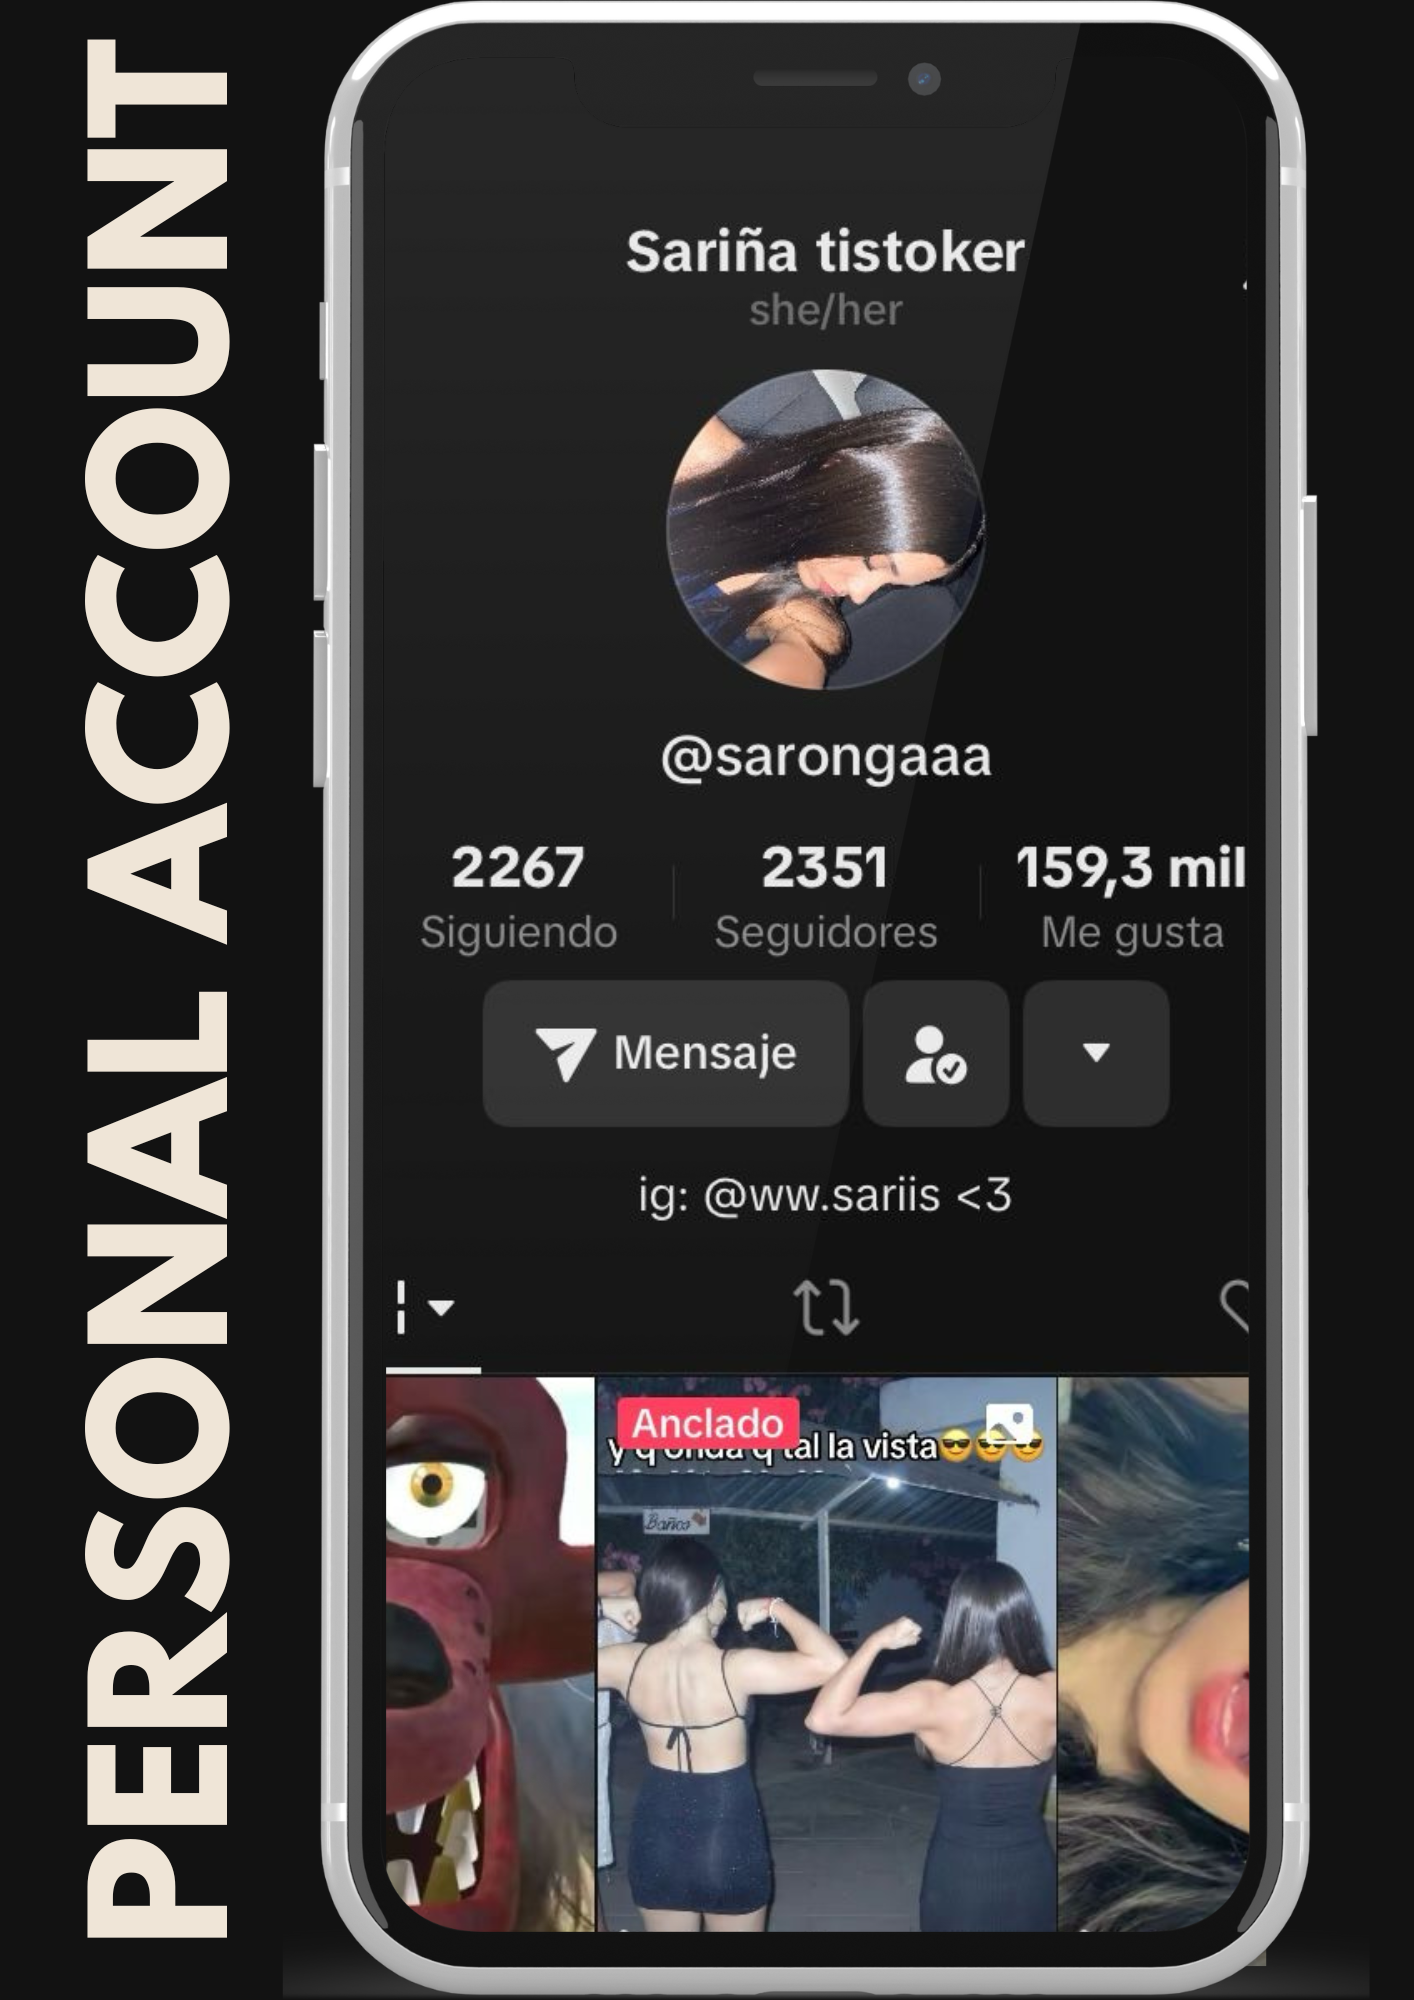 PERSONAL ACCOUNT
Sariña tistoker
she/her
@sarongaaa
2267
Siguiendo
2351
Seguidores
159,3 mil
Me gusta
Mensaje
ig: @ww.sariis <3
Anclado
y q onda q tal la vista😎😎😎
Baños